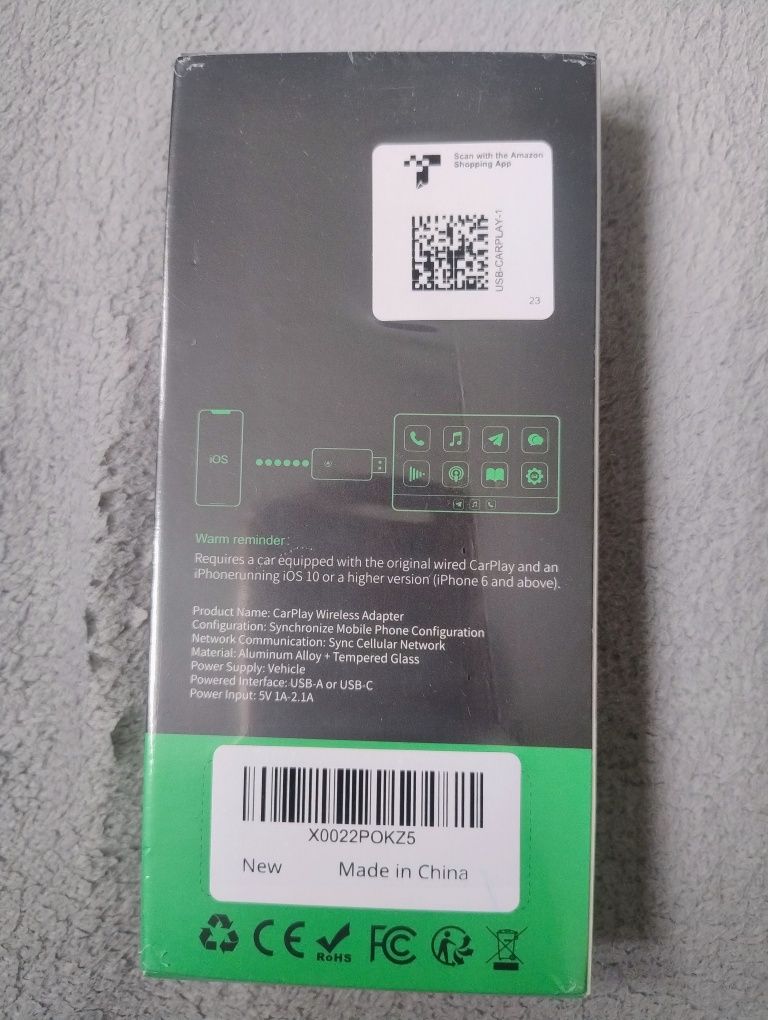 Scan with the Amazon
Shopping App
USB-CARPLAY-1
23
iOS
Warm reminder:
Requires a car equipped with the original wired CarPlay and an
iPhonerunning iOS 10 or a higher version (iPhone 6 and above).
Product Name: CarPlay Wireless Adapter
Configuration: Synchronize Mobile Phone Configuration
Network Communication: Sync Cellular Network
Material: Aluminum Alloy + Tempered Glass
Power Supply: Vehicle
Powered Interface: USB-A or USB-C
Power Input: 5V 1A-2.1A
X0022POKZ5
New Made in China
CE RoHS FC